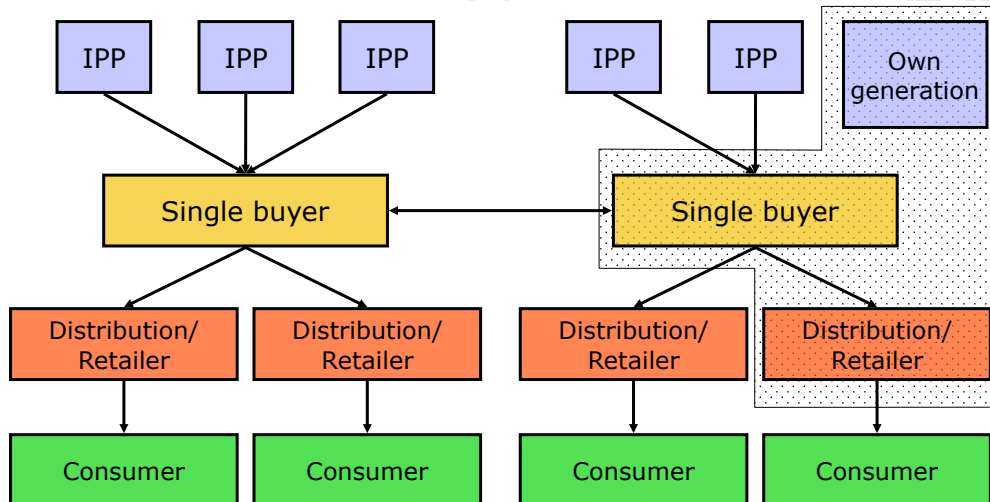 IPP
IPP
IPP
IPP
IPP
Own
generation
Single buyer
Single buyer
Distribution/
Retailer
Distribution/
Retailer
Distribution/
Retailer
Distribution/
Retailer
Consumer
Consumer
Consumer
Consumer